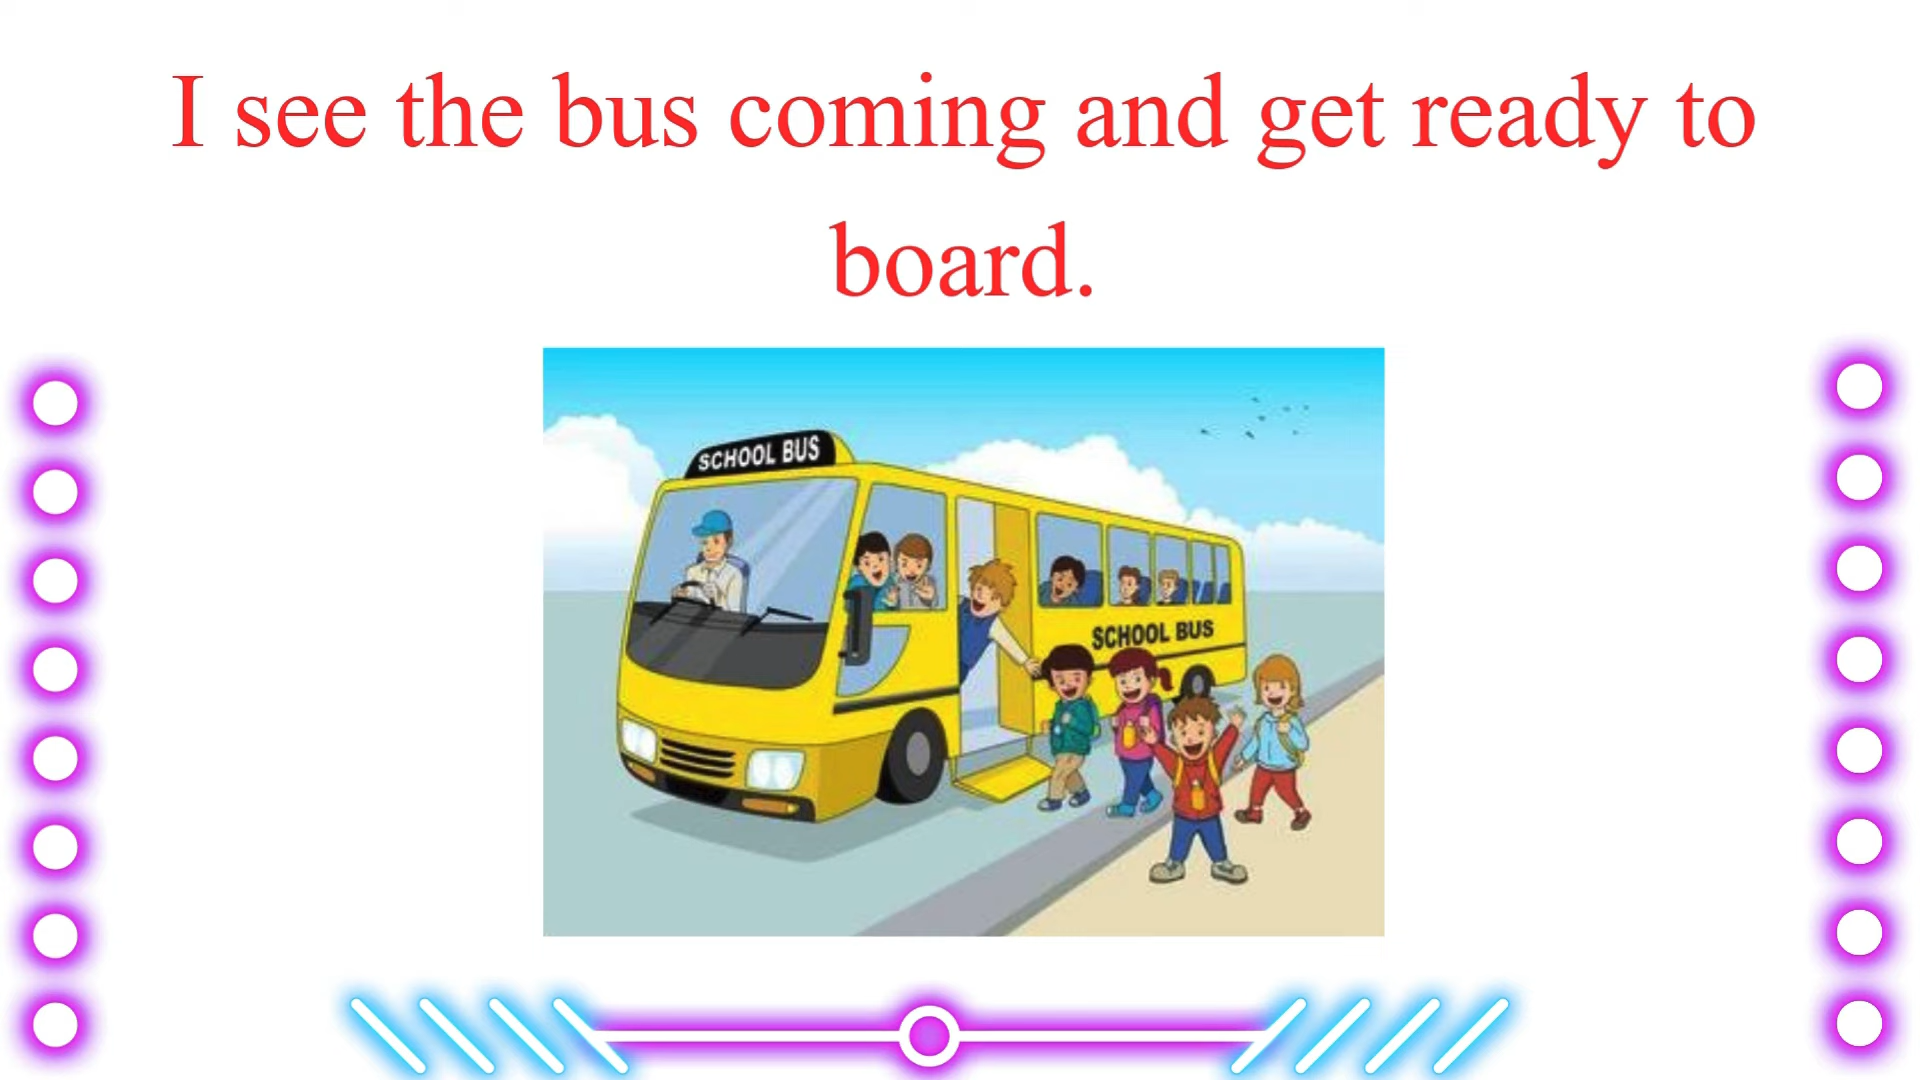 I see the bus coming and get ready to
board.
SCHOOL BUS
SCHOOL BUS